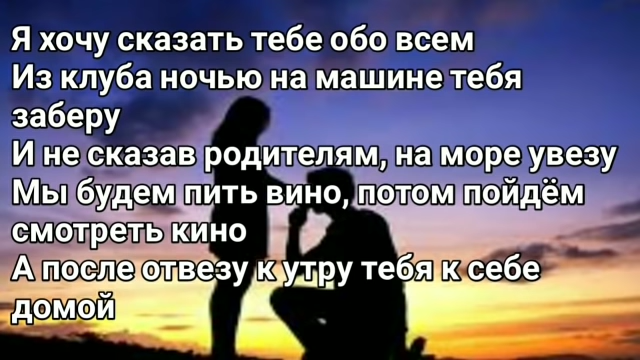 Я хочу сказать тебе обо всем
Из клуба ночью на машине тебя
заберу
И не сказав родителям, на море увезу
Мы будем пить вино, потом пойдём
смотреть кино
А после отвезу к утру тебя к себе
домой